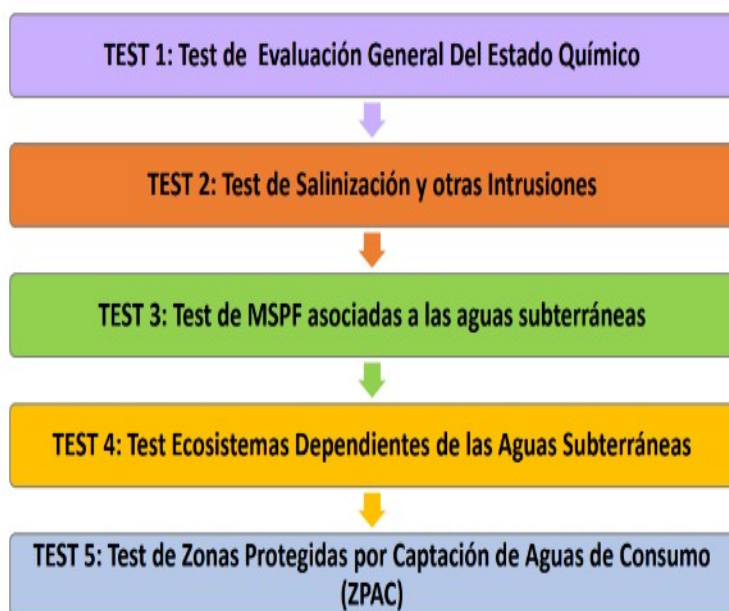 TEST 1: Test de Evaluación General Del Estado Químico
TEST 2: Test de Salinización y otras Intrusiones
TEST 3: Test de MSPF asociadas a las aguas subterráneas
TEST 4: Test Ecosistemas Dependientes de las Aguas Subterráneas
TEST 5: Test de Zonas Protegidas por Captación de Aguas de Consumo
(ZPAC)